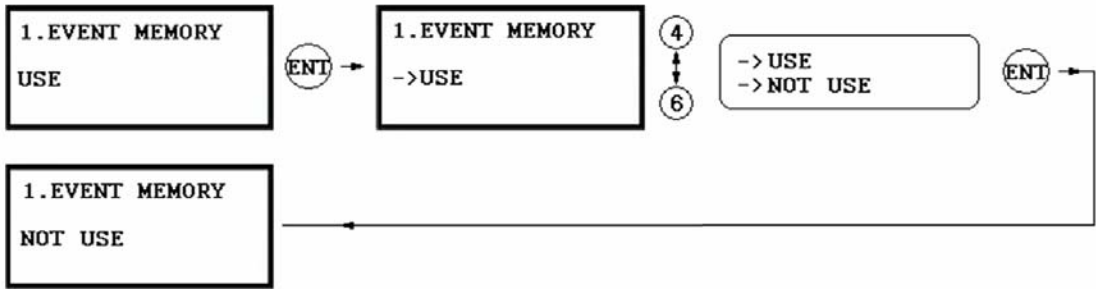 1.EVENT MEMORY
USE
ENT
1.EVENT MEMORY
->USE
4
6
->USE
->NOT USE
ENT
1.EVENT MEMORY
NOT USE